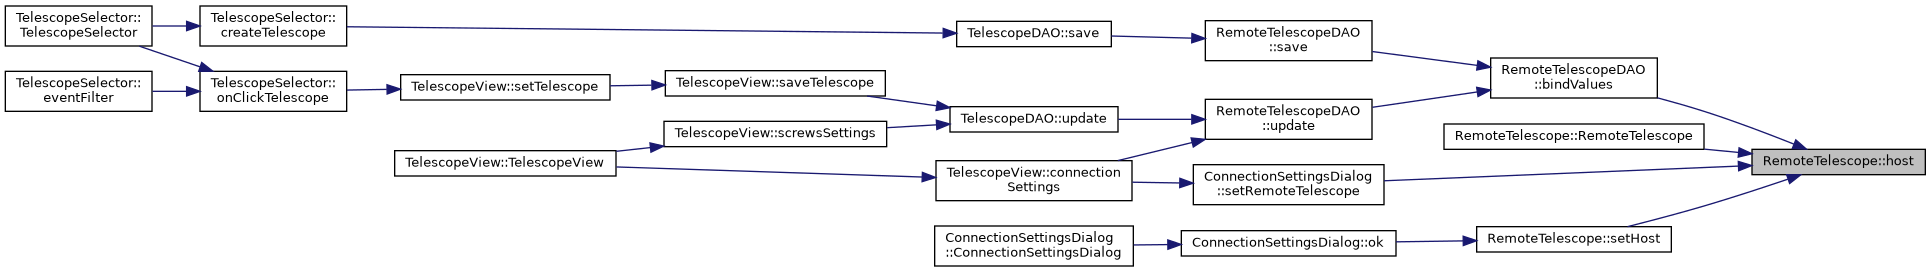 TelescopeSelector::
TelescopeSelector
TelescopeSelector::
createTelescope
TelescopeDAO::save
RemoteTelescopeDAO
::save
TelescopeSelector::
eventFilter
TelescopeSelector::
onClickTelescope
TelescopeView::setTelescope
TelescopeView::saveTelescope
RemoteTelescopeDAO
::bindValues
TelescopeView::screwsSettings
TelescopeDAO::update
RemoteTelescopeDAO
::update
RemoteTelescope::RemoteTelescope
TelescopeView::TelescopeView
TelescopeView::connection
Settings
ConnectionSettingsDialog
::setRemoteTelescope
RemoteTelescope::host
ConnectionSettingsDialog
::ConnectionSettingsDialog
ConnectionSettingsDialog::ok
RemoteTelescope::setHost